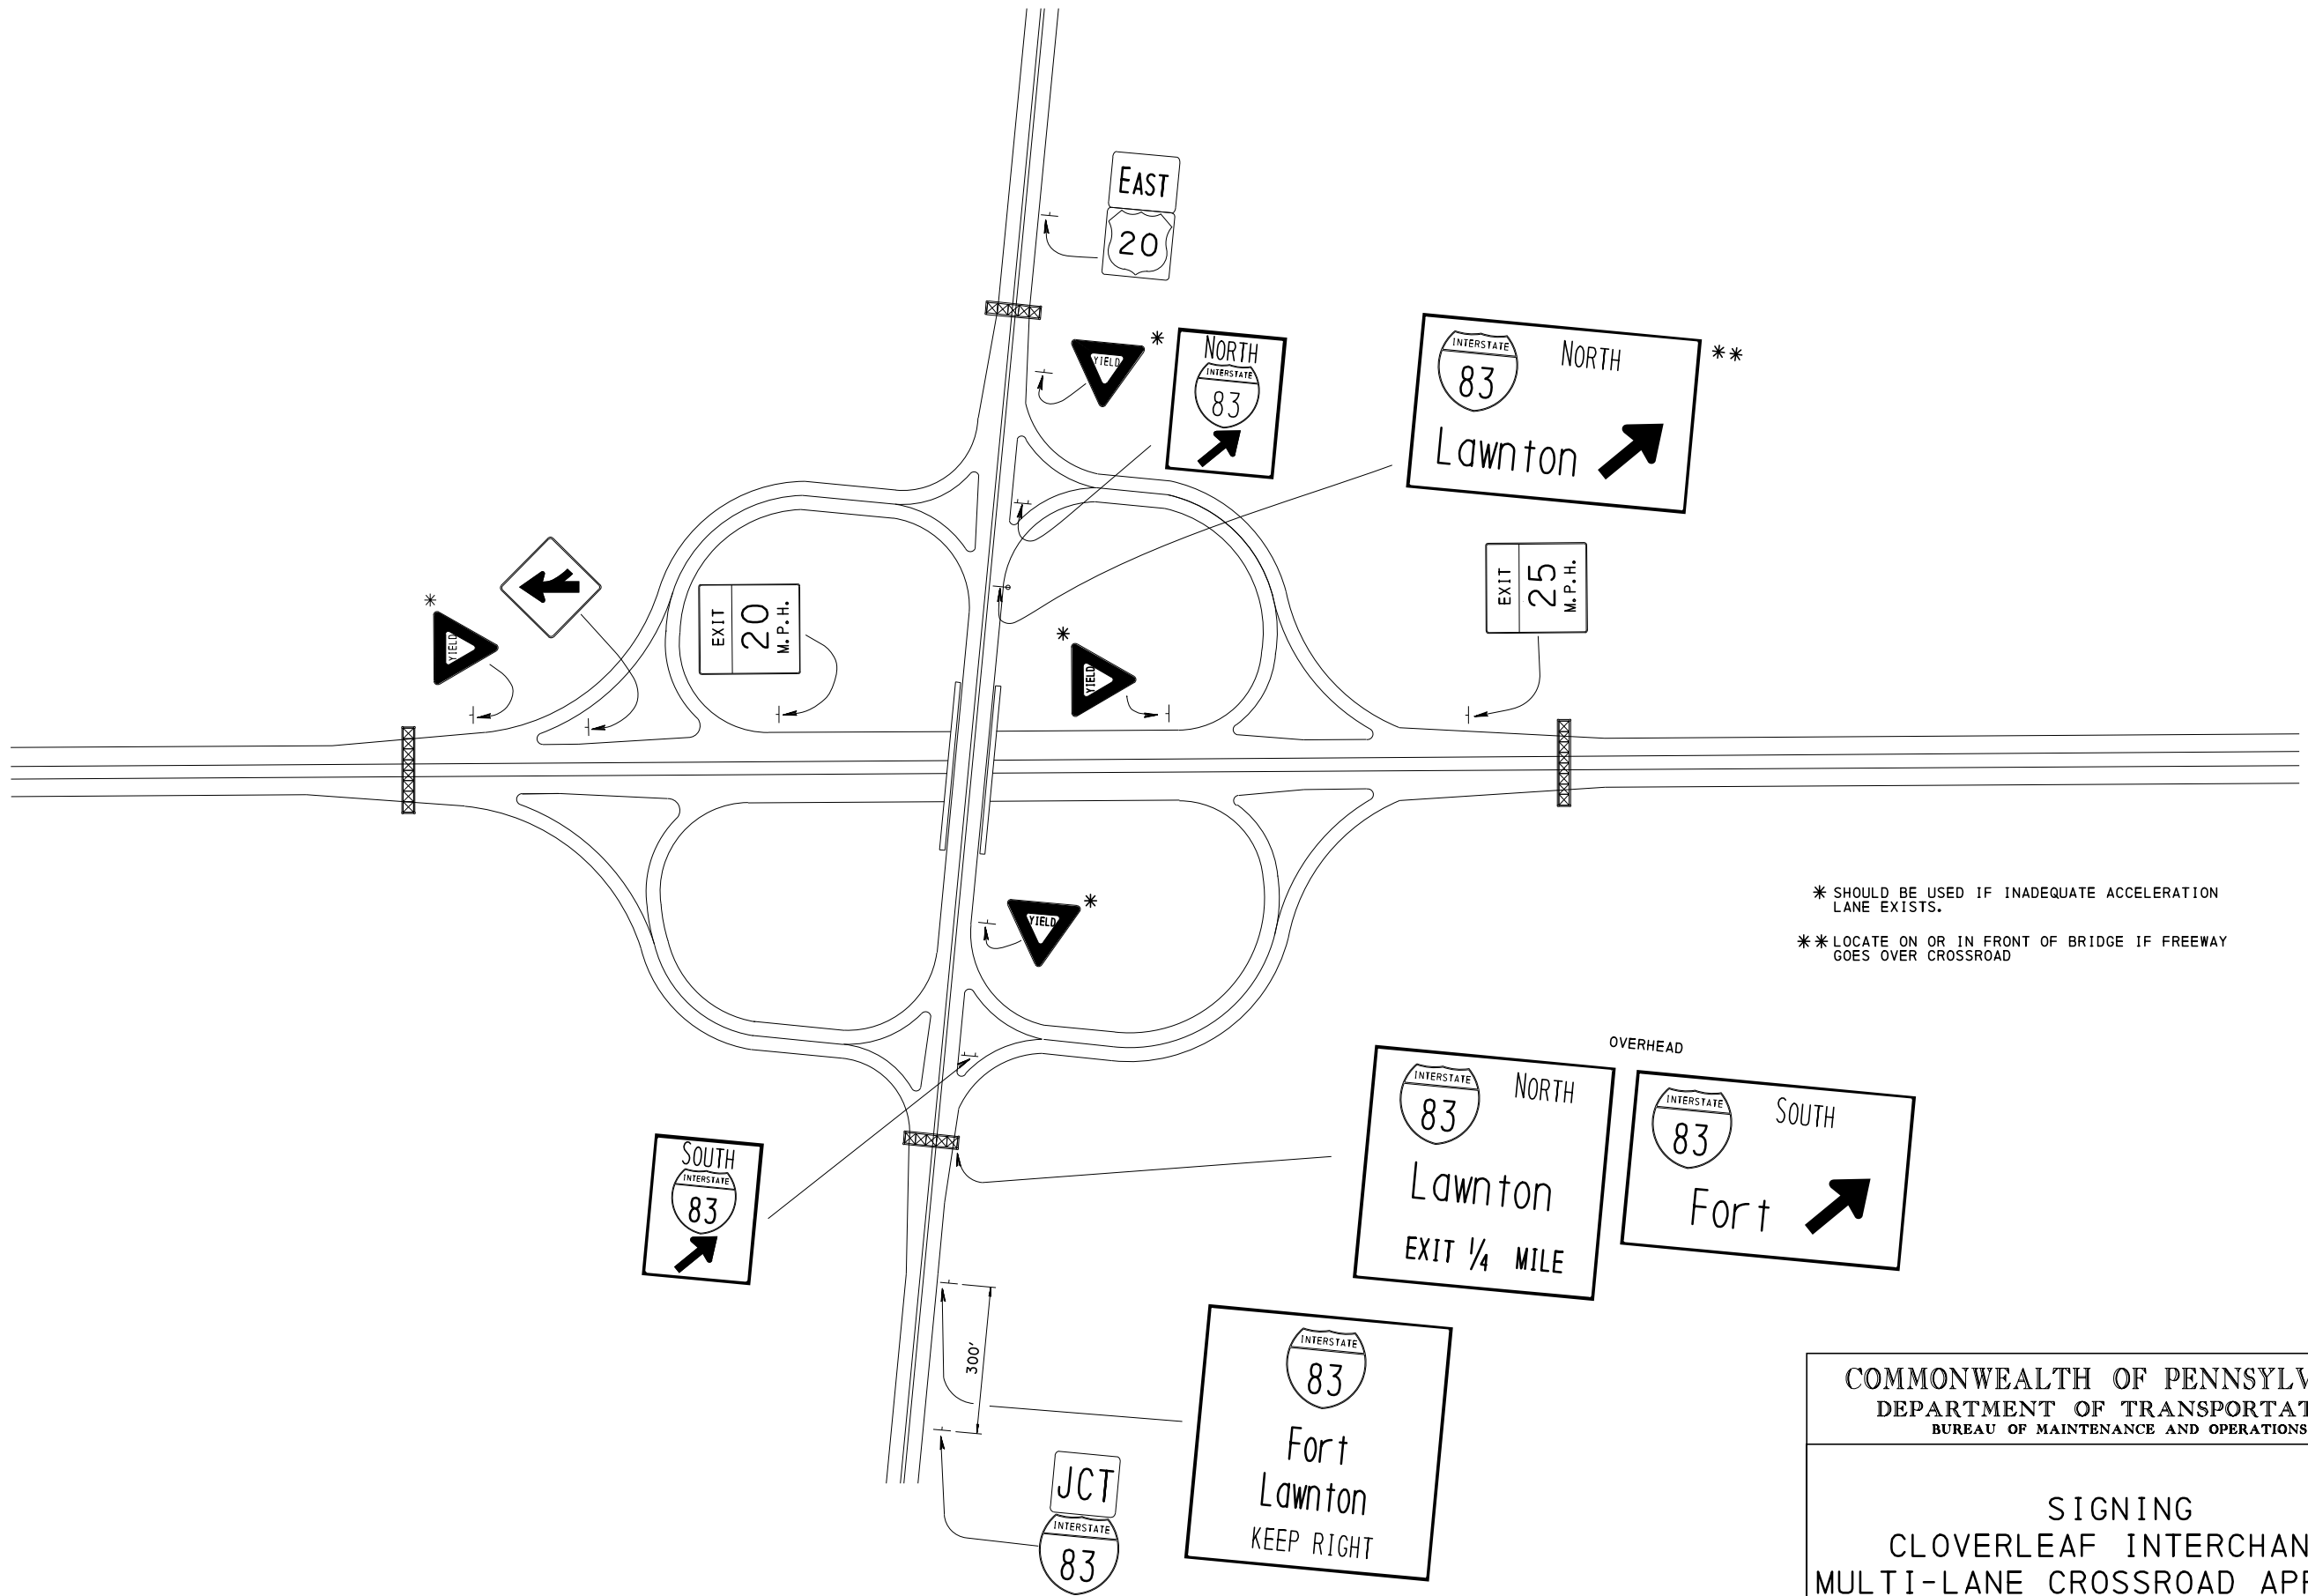 EAST
20
YIELD
*
NORTH
INTERSTATE
83
INTERSTATE
83
NORTH
Lawnton
**
EXIT
20
M.P.H.
EXIT
25
M.P.H.
*
YIELD
*
YIELD
YIELD
*
* SHOULD BE USED IF INADEQUATE ACCELERATION
LANE EXISTS.
** LOCATE ON OR IN FRONT OF BRIDGE IF FREEWAY
GOES OVER CROSSROAD
OVERHEAD
INTERSTATE
83
NORTH
Lawnton
EXIT 1/4 MILE
INTERSTATE
83
SOUTH
Fort
SOUTH
INTERSTATE
83
300'
INTERSTATE
83
Fort
Lawnton
KEEP RIGHT
JCT
INTERSTATE
83
COMMONWEALTH OF
DEPARTMENT OF
BUREAU OF MAINTENANCE AND OPERATIONS
SIGNING
CLOVERLEAF
MULTI-LANE CROSSROAD